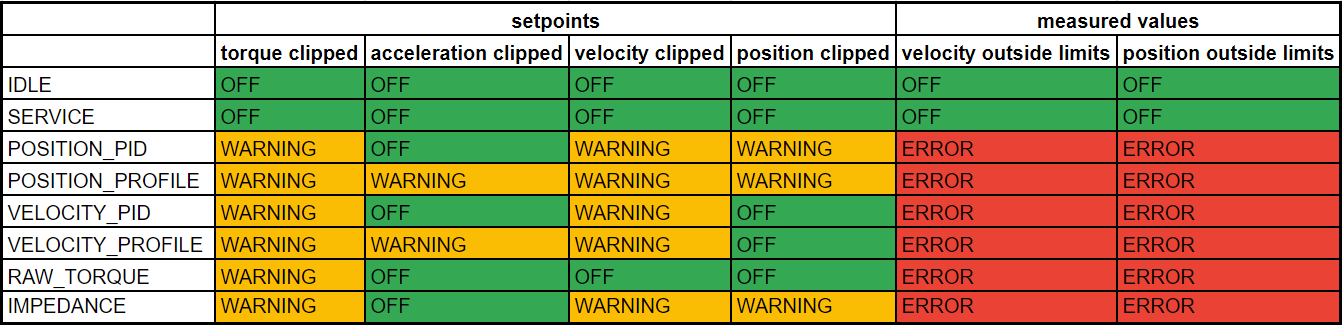 setpoints measured values
torque clipped acceleration clipped velocity clipped position clipped velocity outside limits position outside limits
IDLE OFF OFF OFF OFF OFF OFF
SERVICE OFF OFF OFF OFF OFF OFF
POSITION_PID WARNING OFF WARNING WARNING ERROR ERROR
POSITION_PROFILE WARNING WARNING WARNING WARNING ERROR ERROR
VELOCITY_PID WARNING OFF WARNING OFF ERROR ERROR
VELOCITY_PROFILE WARNING WARNING WARNING OFF ERROR ERROR
RAW_TORQUE WARNING OFF OFF OFF ERROR ERROR
IMPEDANCE WARNING OFF WARNING WARNING ERROR ERROR